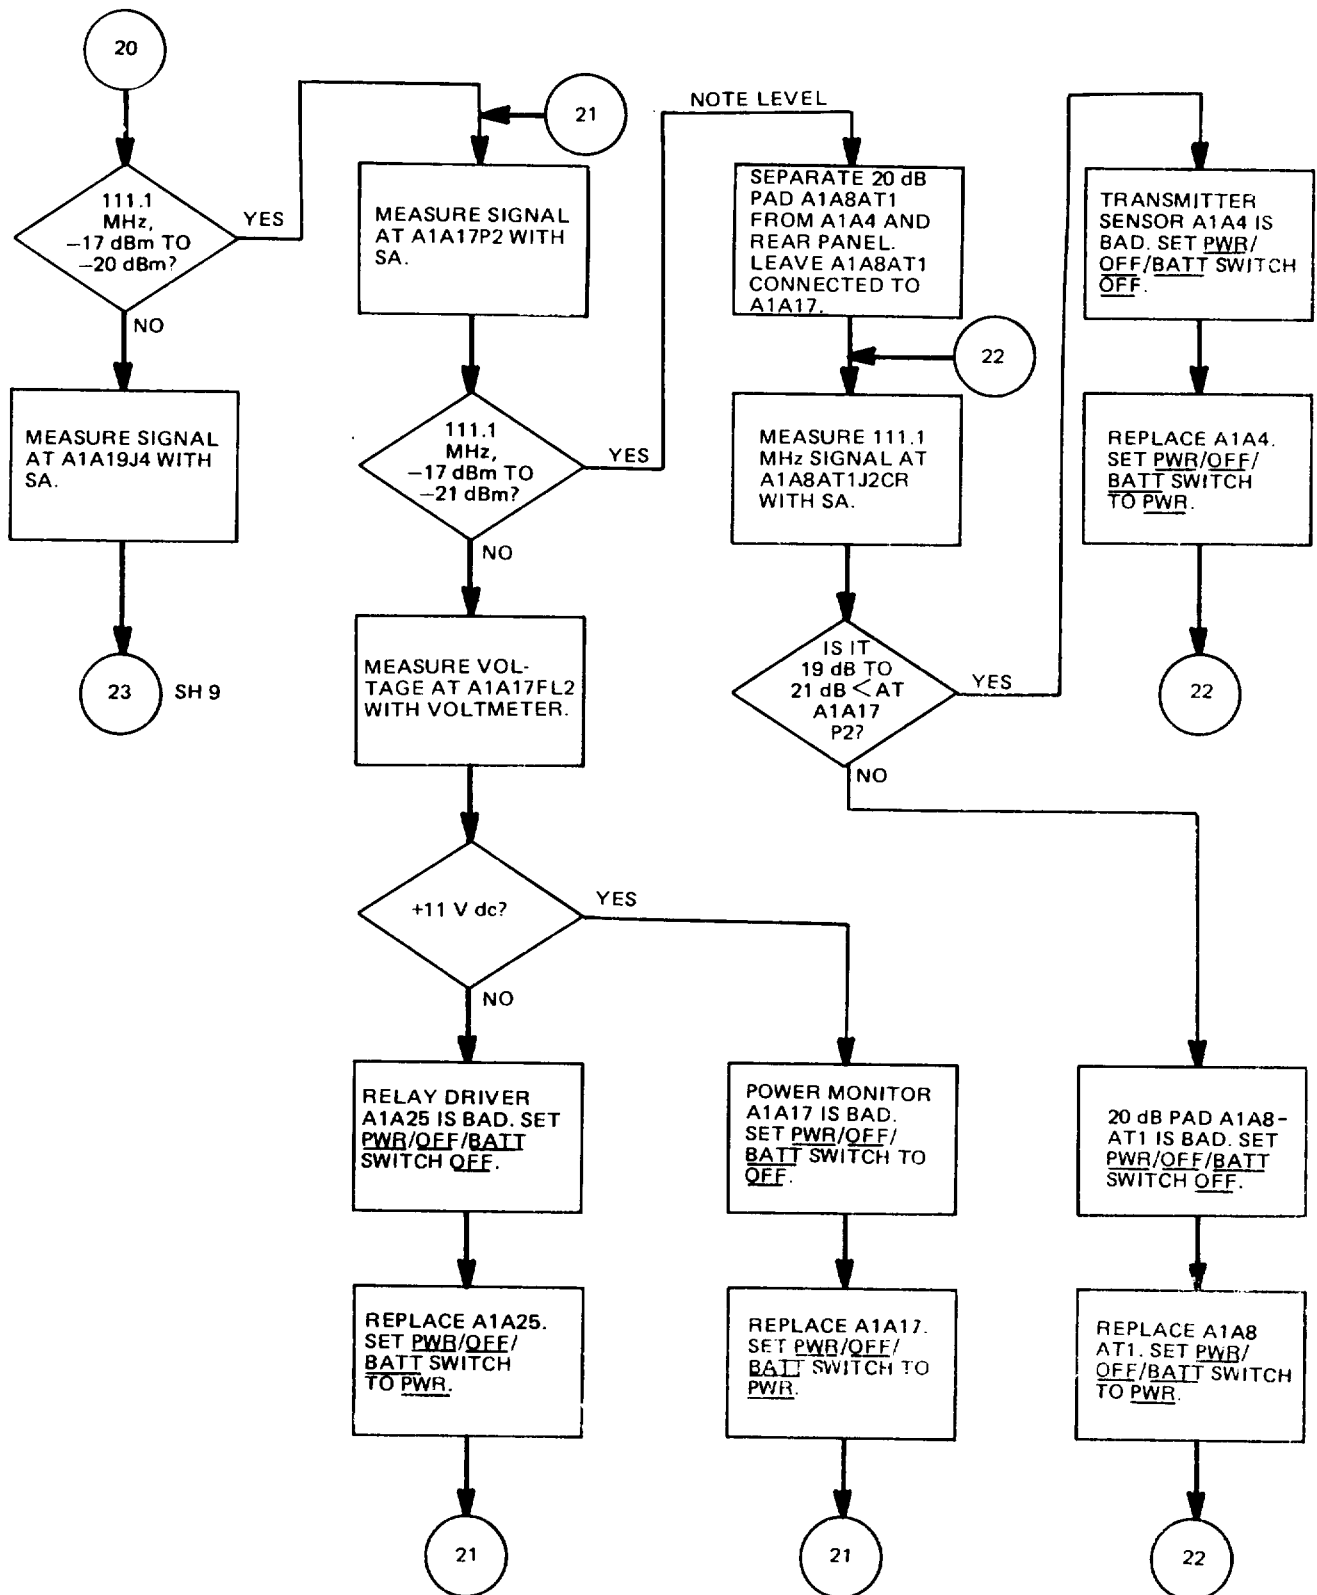 20
111.1
MHz,
−17 dBm TO
−20 dBm?
YES
NO
MEASURE SIGNAL
AT A1A19J4 WITH
SA.
23
SH 9
21
MEASURE SIGNAL
AT A1A17P2 WITH
SA.
111.1
MHz,
−17 dBm TO
−21 dBm?
YES
NO
MEASURE VOL-
TAGE AT A1A17FL2
WITH VOLTMETER.
+11 V dc?
YES
NO
RELAY DRIVER
A1A25 IS BAD. SET
PWR/OFF/BATT
SWITCH OFF.
REPLACE A1A25.
SET PWR/OFF/
BATT SWITCH
TO PWR.
21
NOTE LEVEL
SEPARATE 20 dB
PAD A1A8AT1
FROM A1A4 AND
REAR PANEL.
LEAVE A1A8AT1
CONNECTED TO
A1A17.
22
MEASURE 111.1
MHz SIGNAL AT
A1A8AT1J2CR
WITH SA.
IS IT
19 dB TO
21 dB < AT
A1A17
P2?
YES
NO
POWER MONITOR
A1A17 IS BAD.
SET PWR/OFF/
BATT SWITCH TO
OFF.
REPLACE A1A17.
SET PWR/OFF/
BATT SWITCH TO
PWR.
21
TRANSMITTER
SENSOR A1A4 IS
BAD. SET PWR/
OFF/BATT SWITCH
OFF.
REPLACE A1A4.
SET PWR/OFF/
BATT SWITCH
TO PWR.
22
20 dB PAD A1A8-
AT1 IS BAD. SET
PWR/OFF/BATT
SWITCH OFF.
REPLACE A1A8
AT1. SET PWR/
OFF/BATT SWITCH
TO PWR.
22